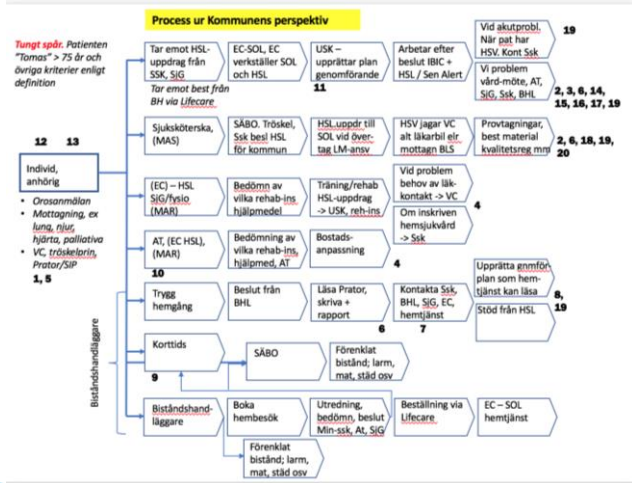 Process ur Kommunens perspektiv
Tungt spår. Patienten
"Tomas" > 75 år och
övriga kriterier enligt
definition
12 13
Individ,
anhörig
• Orosanmälan
• Mottagning, ex
lung, njur,
hjärta, palliativa
• VC, tröskelprin,
Prator/SIP
1, 5
Biståndshandläggare
Tar emot HSL-
uppdrag från
SSK, SjG
Tar emot best från
BH via Lifecare
EC-SOL, EC
verkställer SOL
och HSL
USK –
upprättar plan
genomförande
11
Arbetar efter
beslut IBIC +
HSL / Sen Alert
Vid akutprobl.
När pat har
HSV. Kont Ssk
19
Vi problem
vård-möte, AT,
SjG, Ssk, BHL
2, 3, 6, 14,
15, 16, 17, 19
Sjuksköterska,
(MAS)
SÄBO. Tröskel,
Ssk besl HSL
för kommun
HSL.uppdr till
SOL vid över-
tag LM-ansv
HSV jagar VC
alt läkarbil elr
mottagn BLS
Provtagningar,
best material
kvalitetsreg mm
2, 6, 18, 19,
20
(EC) – HSL
SjG/fysio
(MAR)
Bedömn av
vilka rehab-ins
hjälpmedel
Träning/rehab
HSL-uppdrag
-> USK, reh-ins
Vid problem
behov av läk-
kontakt -> VC
Om inskriven
hemsjukvård
-> Ssk
4
AT, (EC HSL),
(MAR)
10
Bedömning av
vilka rehab-ins,
hjälpmed, AT
Bostads-
anpassning
4
Trygg
hemgång
Beslut från
BHL
Läsa Prator,
skriva +
rapport
6
Kontakta Ssk,
BHL, SjG, EC,
hemtjänst
7
Upprätta gnmför-
plan som hem-
tjänst kan läsa
8,
19
Stöd från HSL
Korttids
9
SÄBO
Förenklat
bistånd; larm,
mat, städ osv
Biståndshand-
läggare
Boka
hembesök
Utredning,
bedömn, beslut
Min-ssk, At, SjG
Beställning via
Lifecare
EC – SOL
hemtjänst
Förenklat
bistånd; larm,
mat, städ osv